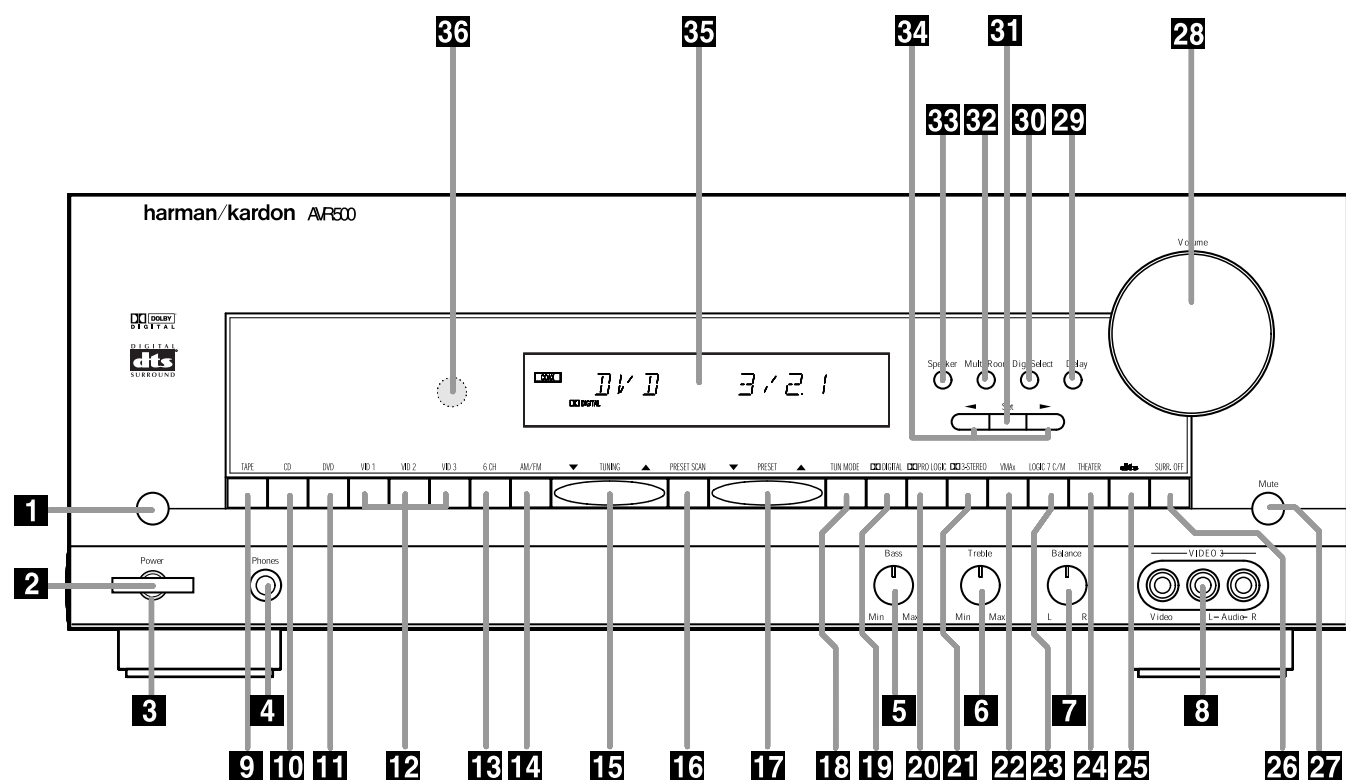 36 35 34 31 28
33 32 30 29
harman/kardon AVR500
Volume
DOLBY
DIGITAL
DIGITAL
dts
SURROUND
Speaker Multi Room Digi. Select Delay
DVD 3/2.1
DIGITAL
◄ Set ►
TAPE CD DVD VID 1 VID 2 VID 3 6 CH AM/FM ▼ TUNING ▲ PRESET SCAN ▼ PRESET ▲ TUN MODE DIGITAL PRO LOGIC 3-STEREO VMAx LOGIC 7 C/M THEATER dts SURR. OFF
Mute
1
Power Phones Bass Treble Balance VIDEO 3
2
Min Max Min Max L R Video L - Audio - R
3 4 5 6 7 8
9 10 11 12 13 14 15 16 17 18 19 20 21 22 23 24 25 26 27